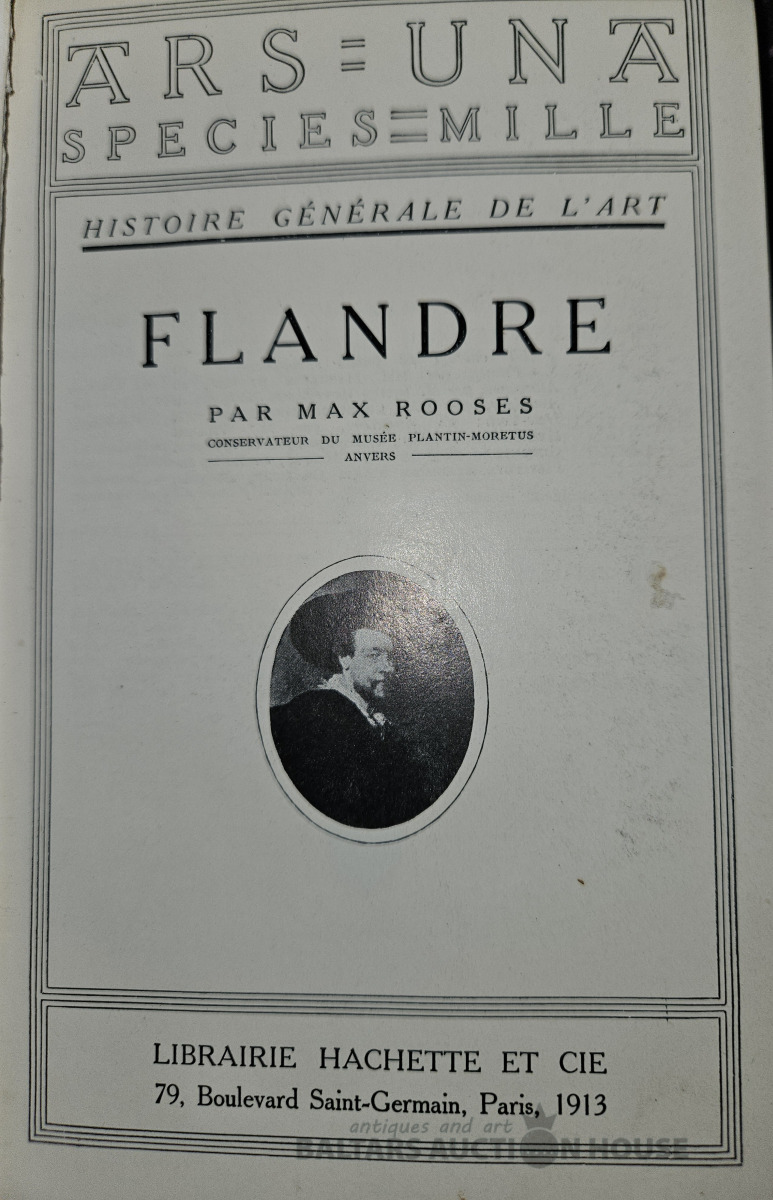 ARS = UNA
SPECIES = MILLE
HISTOIRE GÉNÉRALE DE L'ART
FLANDRE
PAR MAX ROOSES
CONSERVATEUR DU MUSÉE PLANTIN-MORETUS
ANVERS
LIBRAIRIE HACHETTE ET CIE
79, Boulevard Saint-Germain, Paris, 1913
antiques and art
BALTARS AUCTION HOUSE